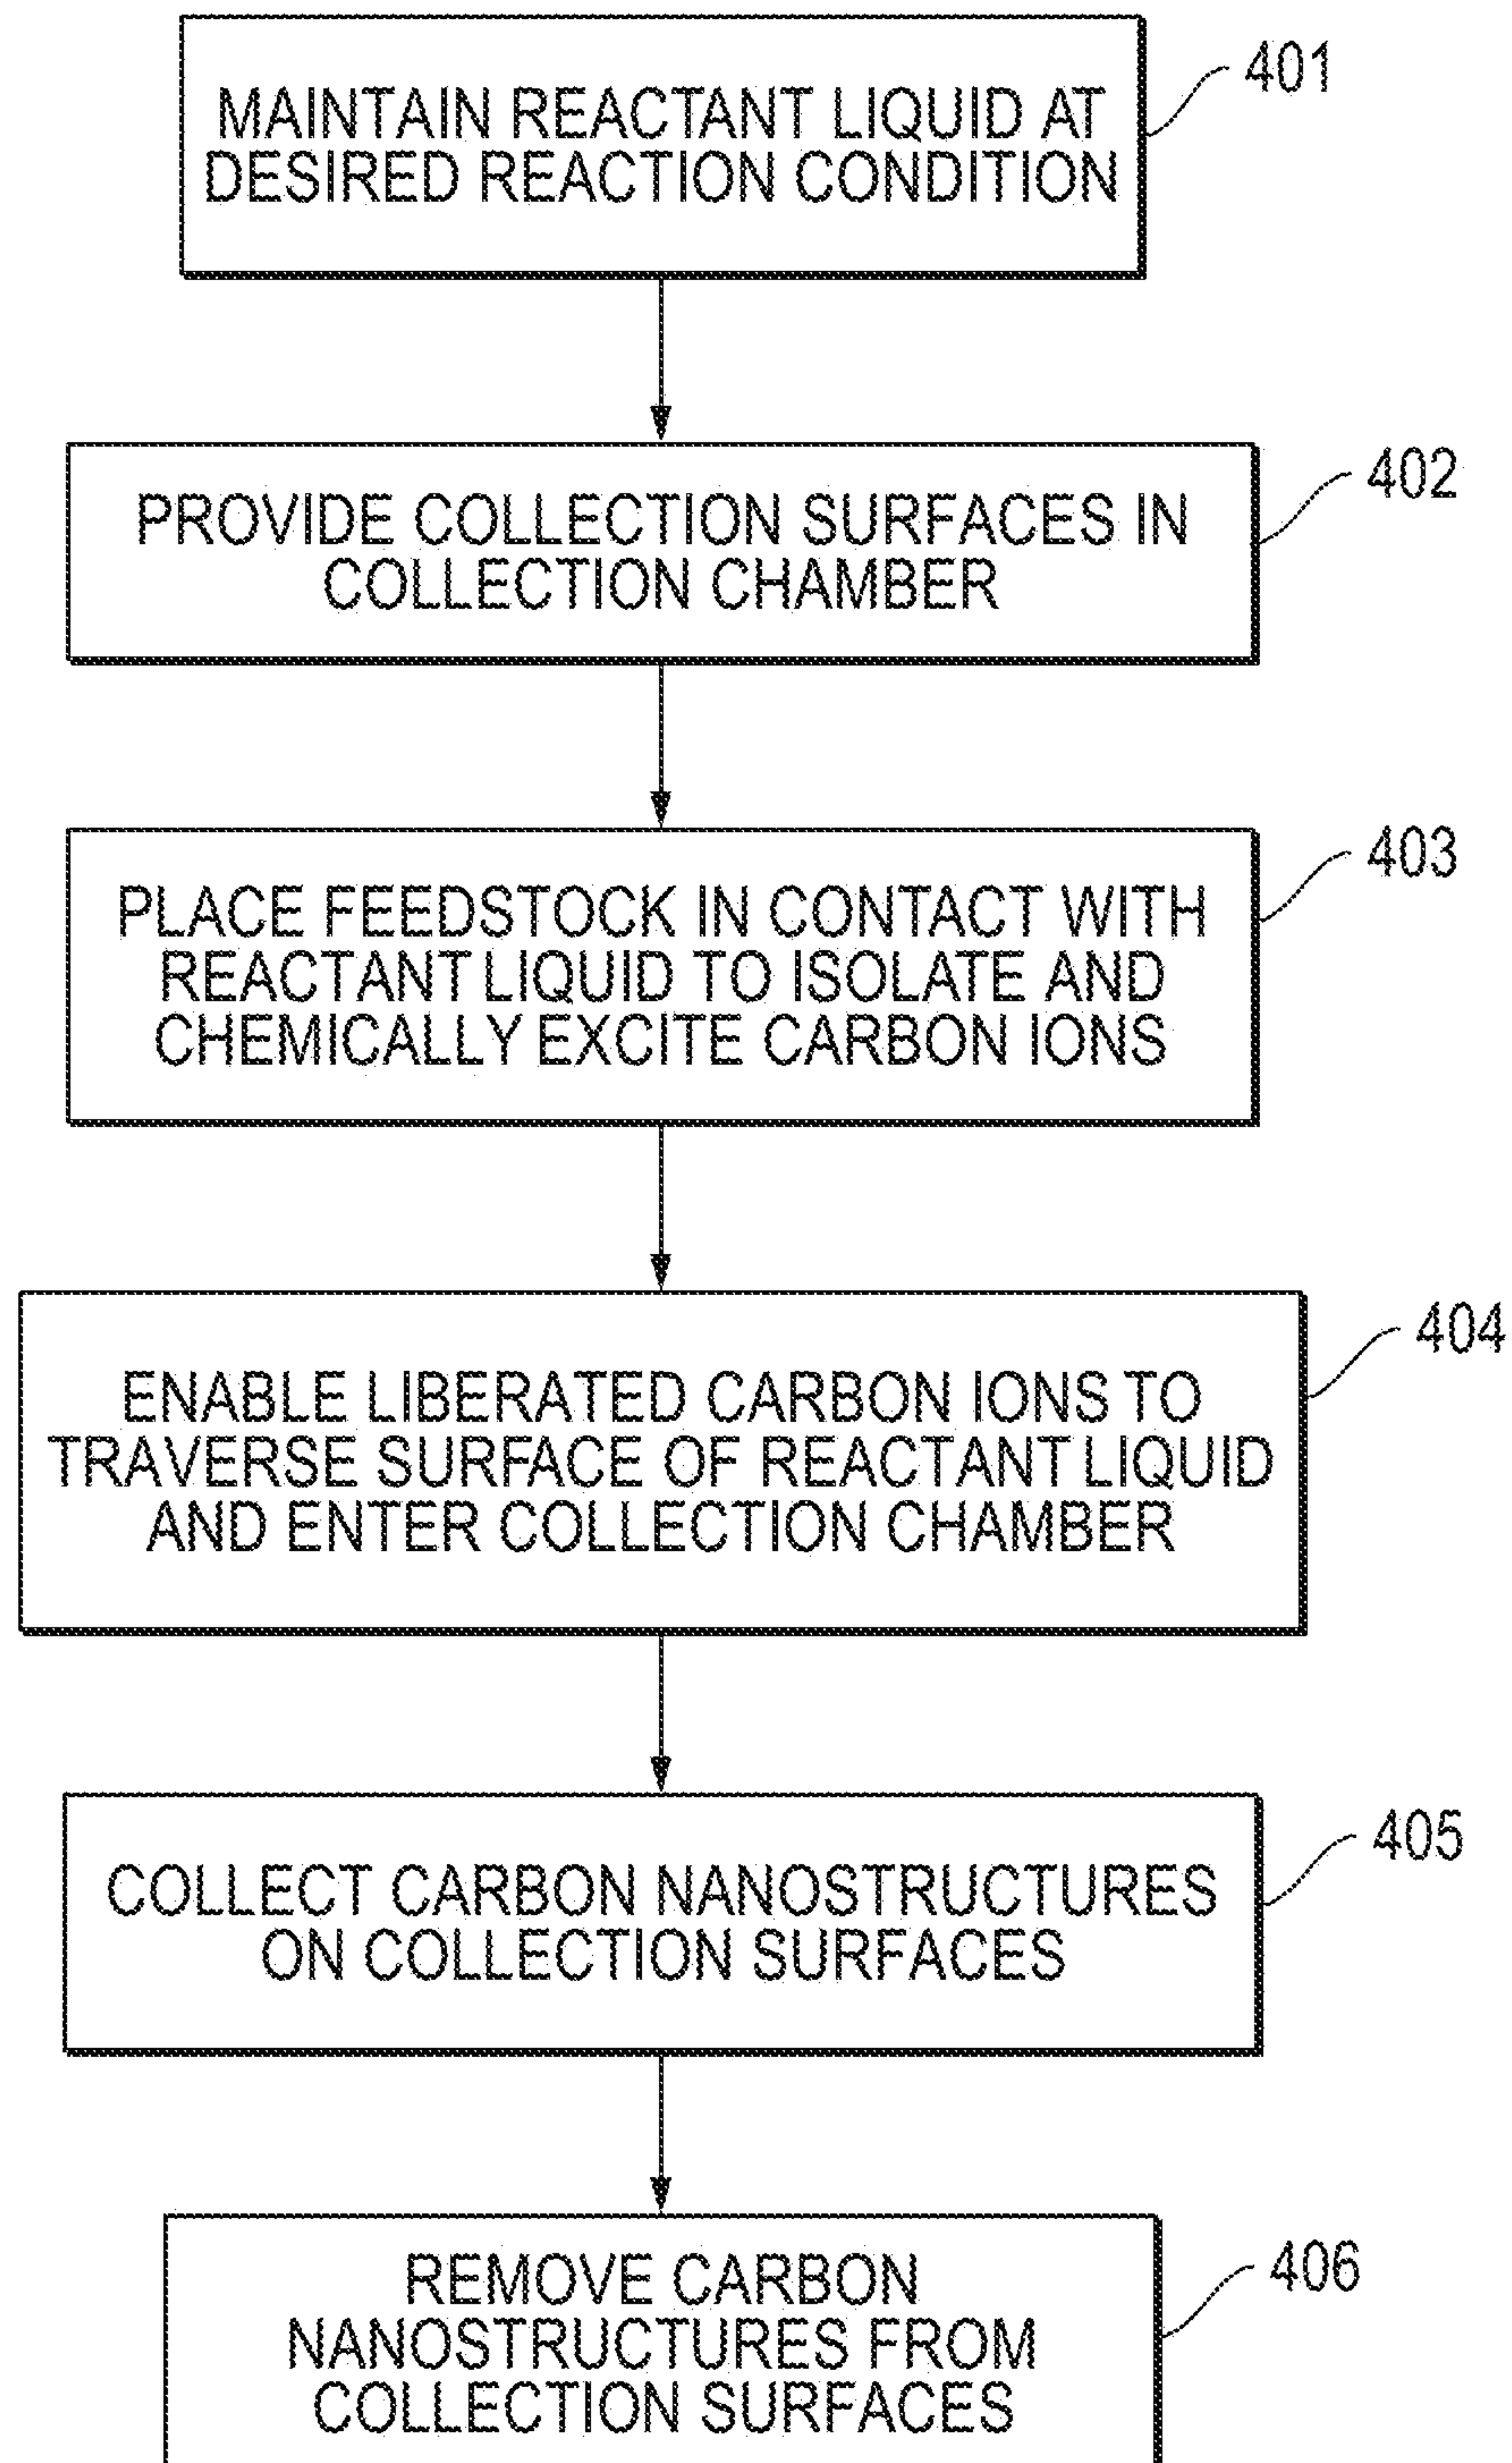 MAINTAIN REACTANT LIQUID AT
DESIRED REACTION CONDITION
401
PROVIDE COLLECTION SURFACES IN
COLLECTION CHAMBER
402
PLACE FEEDSTOCK IN CONTACT WITH
REACTANT LIQUID TO ISOLATE AND
CHEMICALLY EXCITE CARBON IONS
403
ENABLE LIBERATED CARBON IONS TO
TRAVERSE SURFACE OF REACTANT LIQUID
AND ENTER COLLECTION CHAMBER
404
COLLECT CARBON NANOSTRUCTURES
ON COLLECTION SURFACES
405
REMOVE CARBON
NANOSTRUCTURES FROM
COLLECTION SURFACES
406